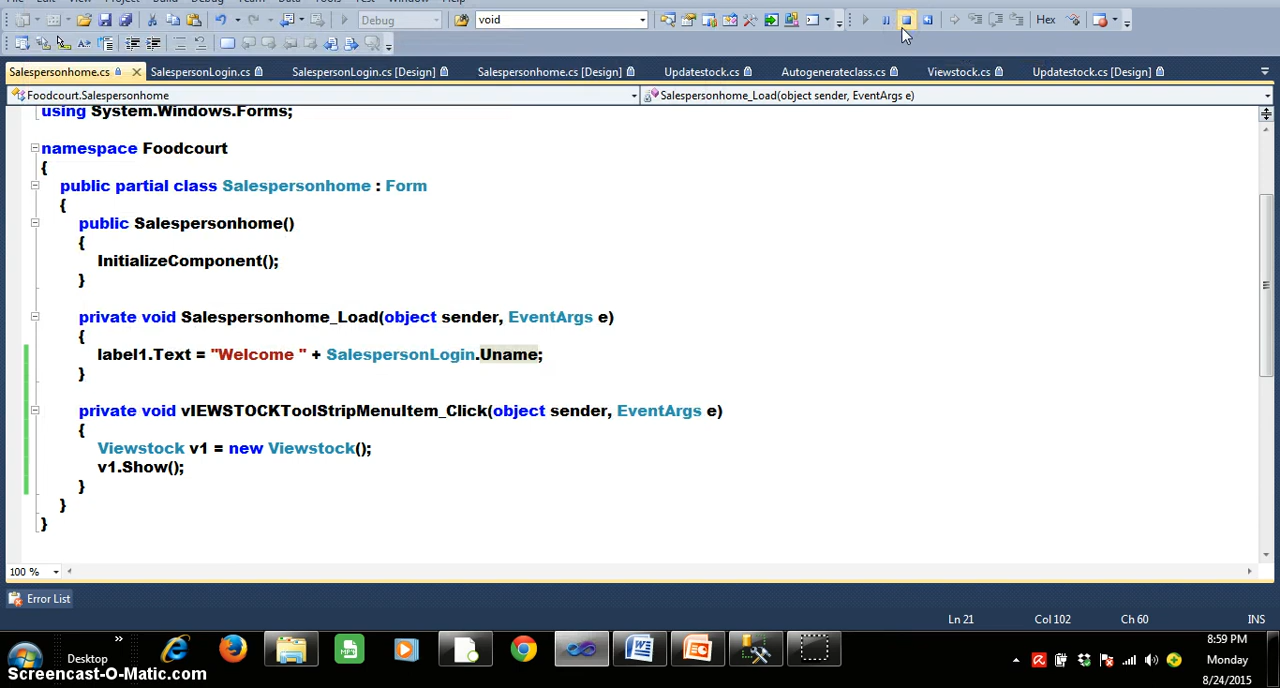 Debug
void
Hex
Salespersonhome.cs SalespersonLogin.cs SalespersonLogin.cs [Design] Salespersonhome.cs [Design] Updatestock.cs Autogenerateclass.cs Viewstock.cs Updatestock.cs [Design]
Foodcourt.Salespersonhome Salespersonhome_Load(object sender, EventArgs e)
using System.Windows.Forms;
namespace Foodcourt
{
public partial class Salespersonhome : Form
{
public Salespersonhome()
{
InitializeComponent();
}
private void Salespersonhome_Load(object sender, EventArgs e)
{
label1.Text = "Welcome " + SalespersonLogin.Uname;
}
private void vIEWSTOCKToolStripMenuItem_Click(object sender, EventArgs e)
{
Viewstock v1 = new Viewstock();
v1.Show();
}
}
}
100 %
Error List
Ln 21 Col 102 Ch 60 INS
Desktop
8:59 PM
Monday
8/24/2015
Screencast-O-Matic.com